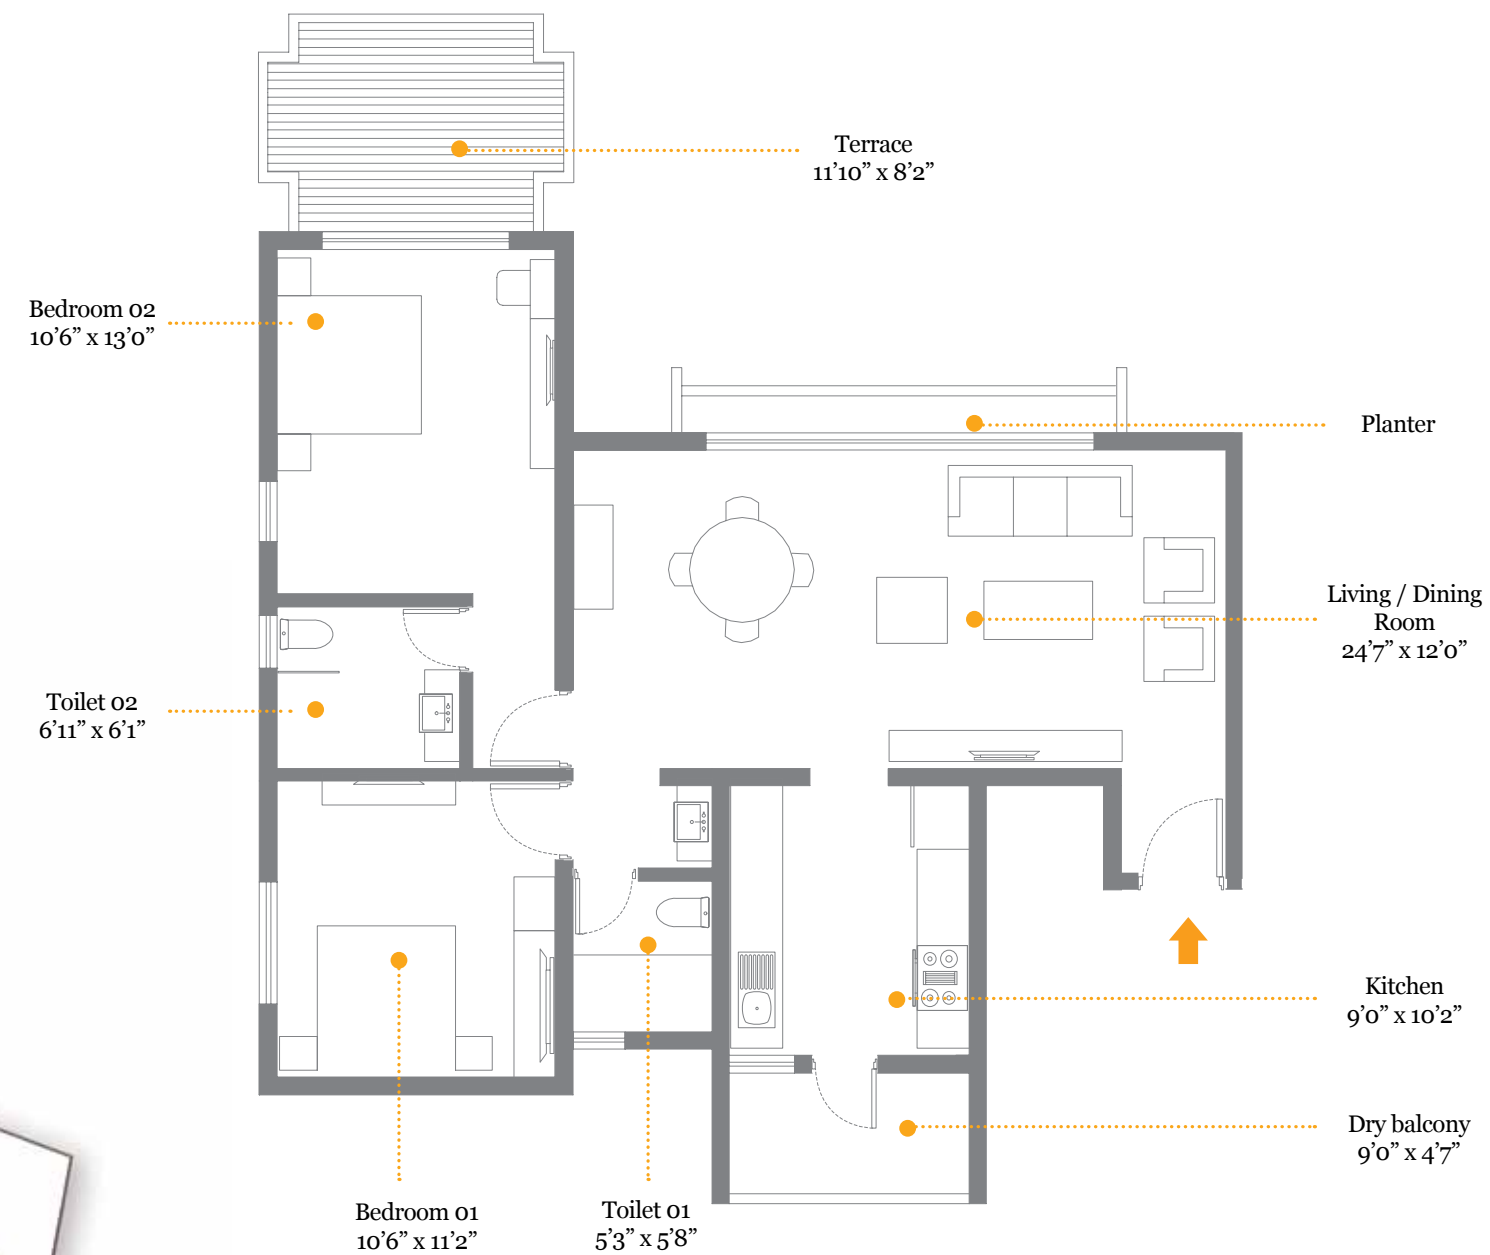 Terrace
11’10” x 8’2”
Bedroom 02
10’6” x 13’0”
Planter
Living / Dining
Room
24’7” x 12’0”
Toilet 02
6’11” x 6’1”
Kitchen
9’0” x 10’2”
Dry balcony
9’0” x 4’7”
Bedroom 01
10’6” x 11’2”
Toilet 01
5’3” x 5’8”